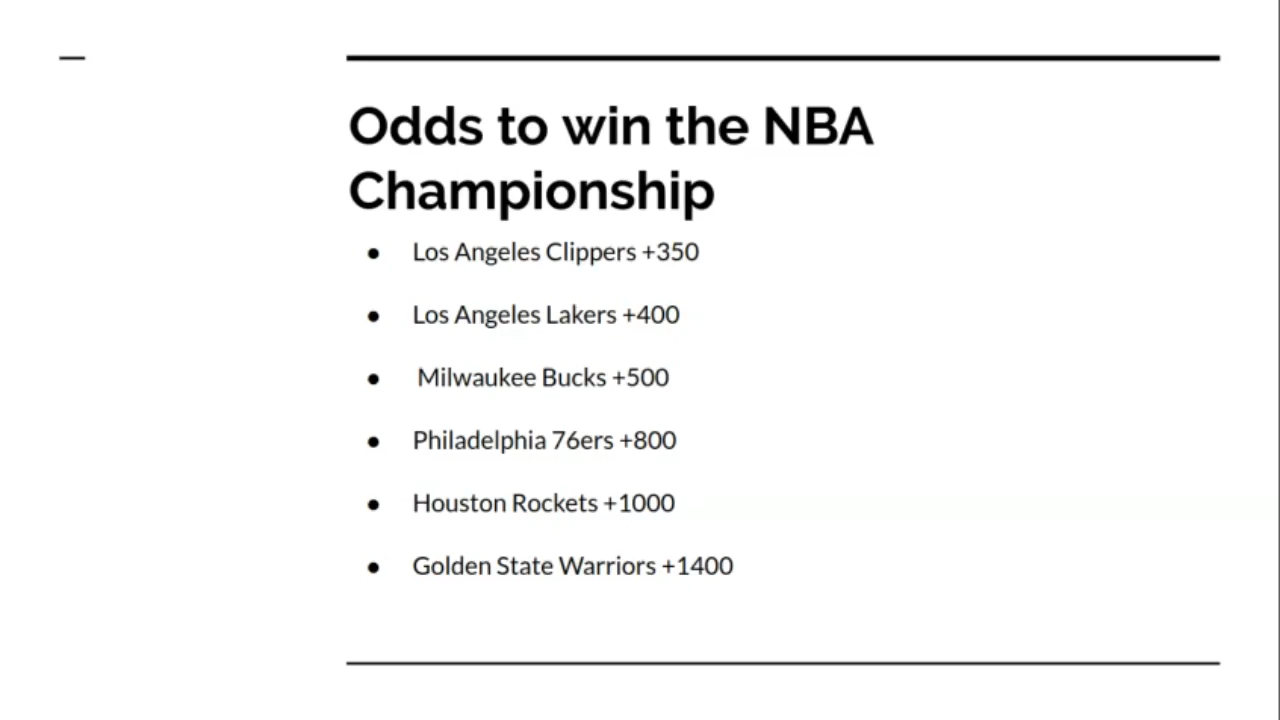 Odds to win the NBA
Championship
● Los Angeles Clippers +350
● Los Angeles Lakers +400
● Milwaukee Bucks +500
● Philadelphia 76ers +800
● Houston Rockets +1000
● Golden State Warriors +1400